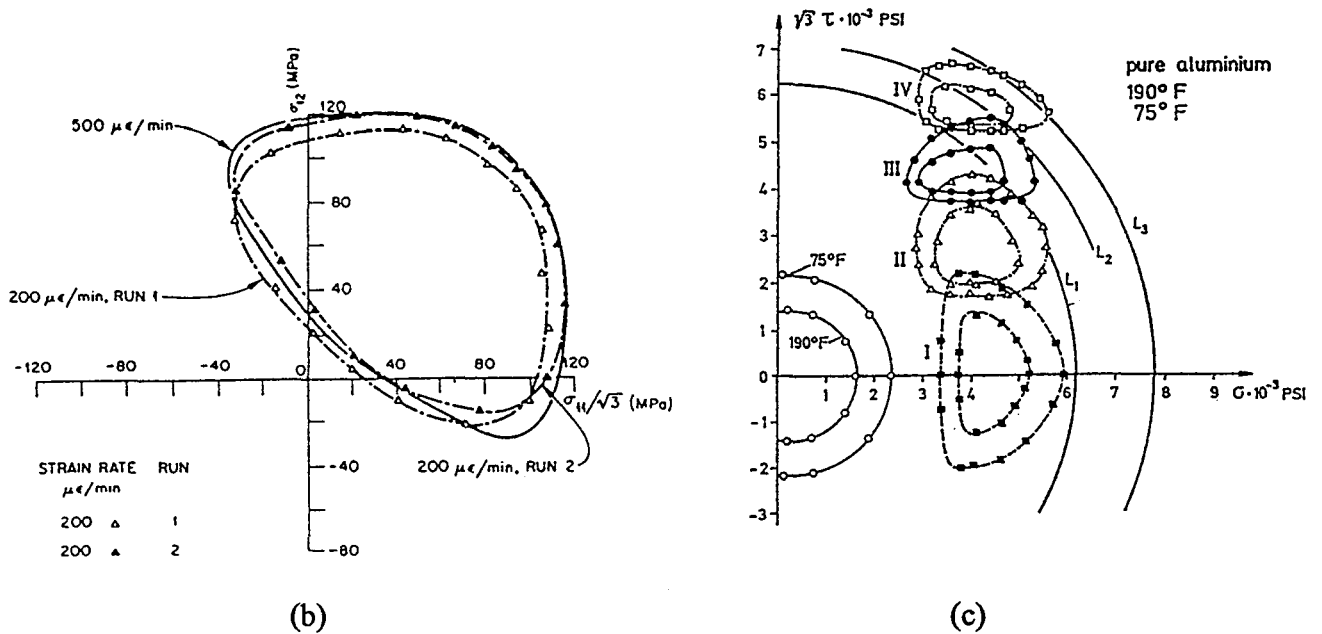 σ₁₂ (MPa)
120
80
40
0
-40
-80
-120
-80
-40
40
80
120
σ₁₁/√3 (MPa)
500 με/min
200 με/min, RUN 1
200 με/min, RUN 2
STRAIN RATE RUN
με/min
200 △ 1
200 ▲ 2
(b)
√3 τ·10⁻³ PSI
7
6
5
4
3
2
1
0
-1
-2
-3
1 2 3 4 5 6 7 8 9 σ·10⁻³ PSI
pure aluminium
190° F
75° F
IV
III
II
I
75°F
190°F
L₁
L₂
L₃
(c)